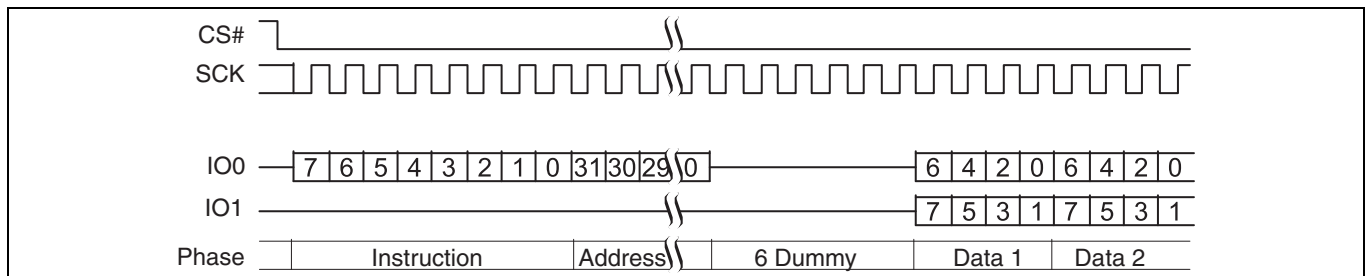 CS#
SCK
IO0 7 6 5 4 3 2 1 0 31 30 29 0 6 4 2 0 6 4 2 0
IO1 7 5 3 1 7 5 3 1
Phase Instruction Address 6 Dummy Data 1 Data 2